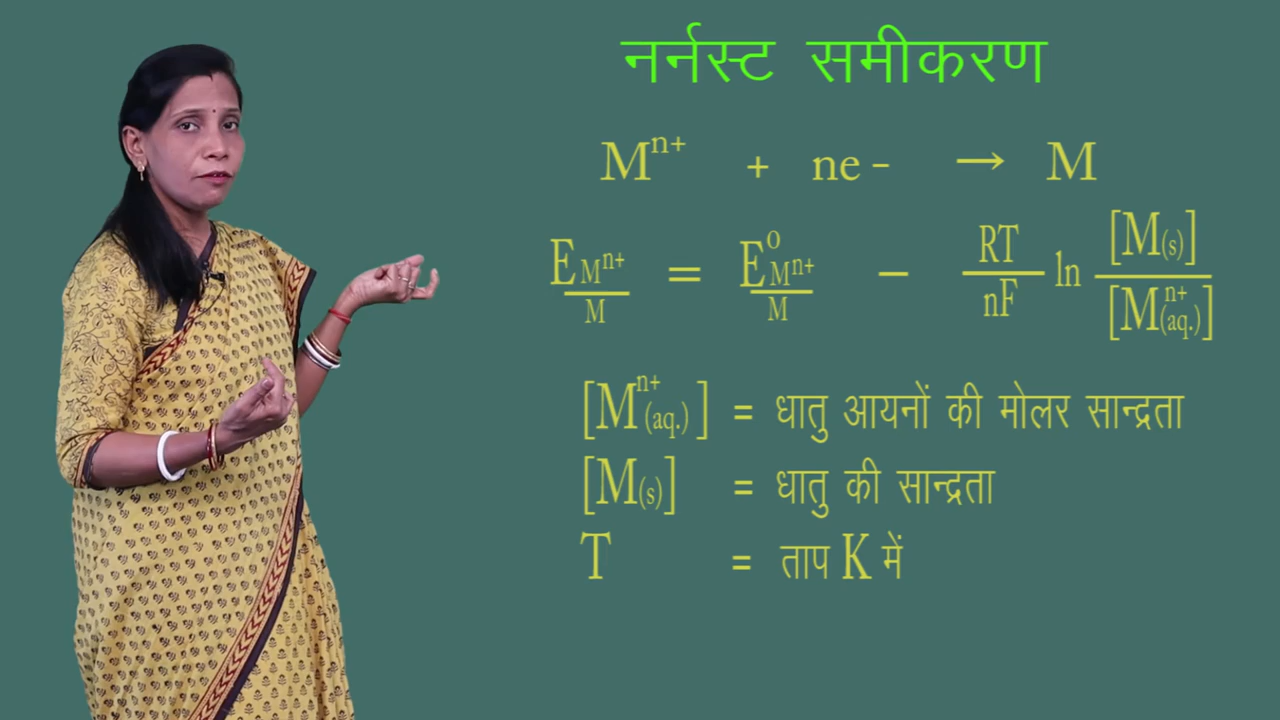 नर्नस्ट समीकरण
Mⁿ⁺ + ne – → M
E Mⁿ⁺/M = E⁰ Mⁿ⁺/M – RT/nF ln [M(s)]/[Mⁿ⁺(aq.)]
[Mⁿ⁺(aq.)] = धातु आयनों की मोलर सान्द्रता
[M(s)] = धातु की सान्द्रता
T = ताप K में